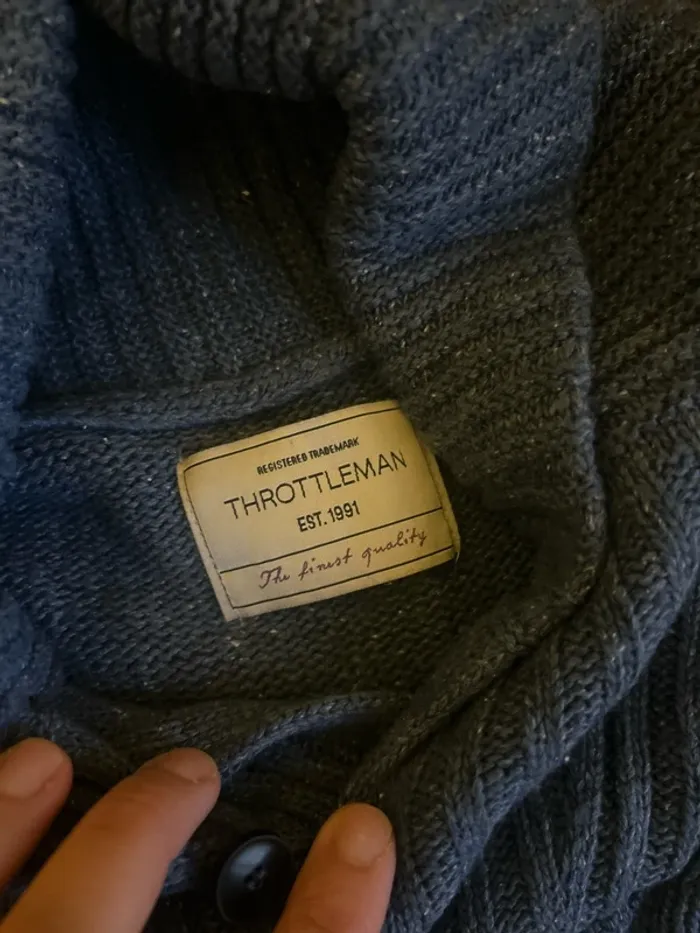 REGISTERED TRADEMARK
THROTTLEMAN
EST. 1991
The finest quality